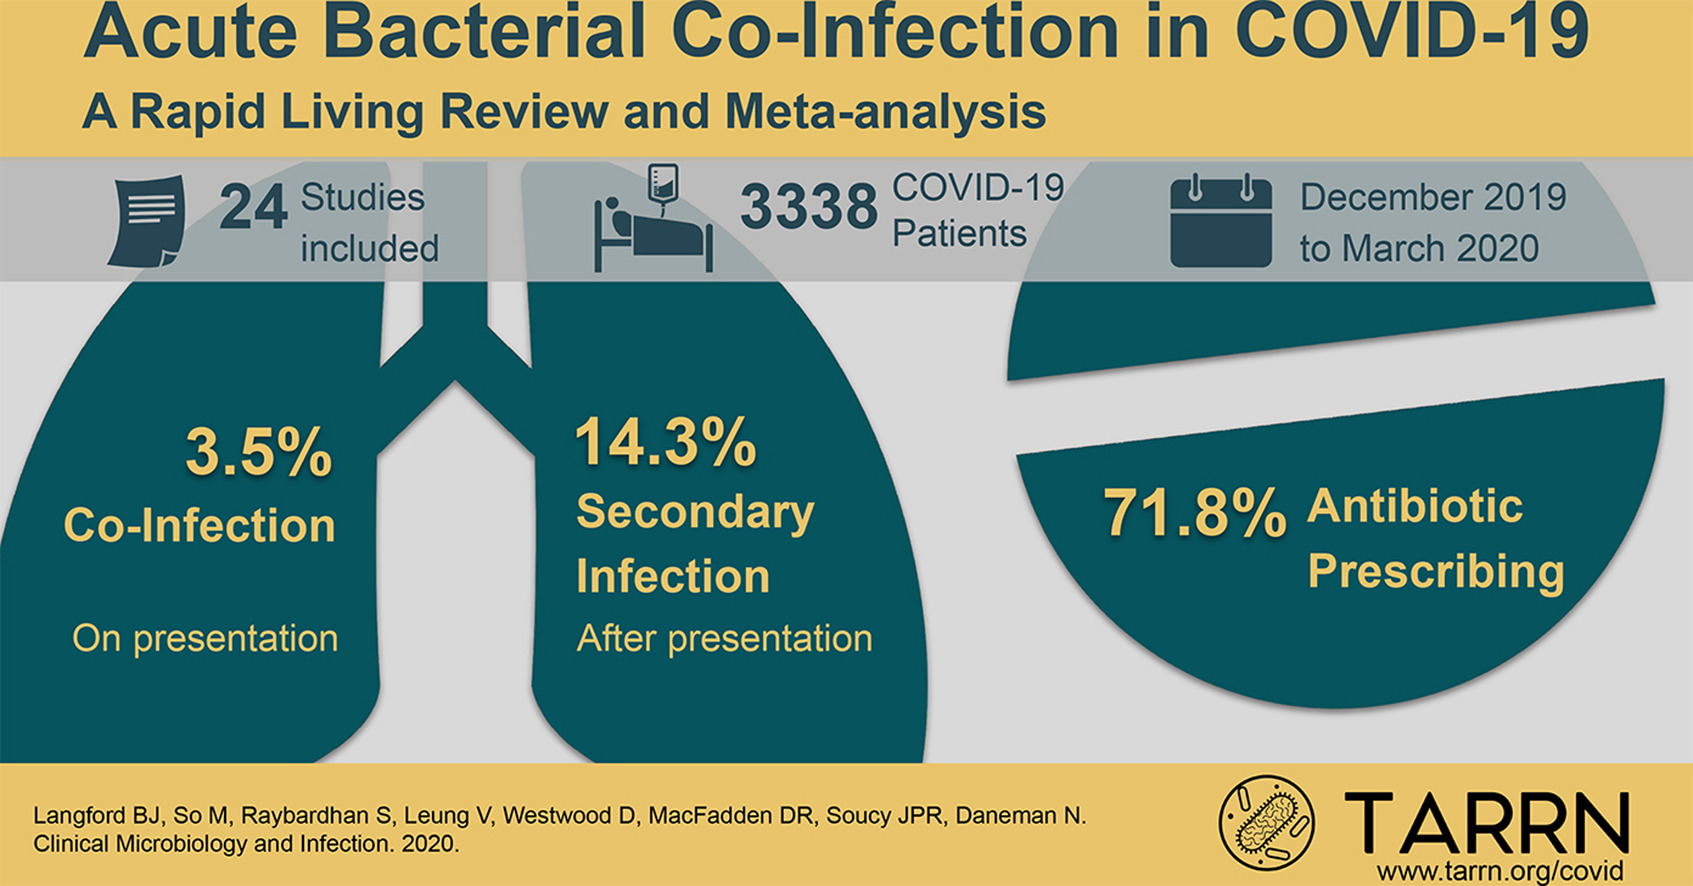 Acute Bacterial Co-Infection in COVID-19
A Rapid Living Review and Meta-analysis
24 Studies
included
3338 COVID-19
Patients
December 2019
to March 2020
3.5%
Co-Infection
On presentation
14.3%
Secondary
Infection
After presentation
71.8% Antibiotic
Prescribing
Langford BJ, So M, Raybardhan S, Leung V, Westwood D, MacFadden DR, Soucy JPR, Daneman N.
Clinical Microbiology and Infection. 2020.
TARRN
www.tarrn.org/covid